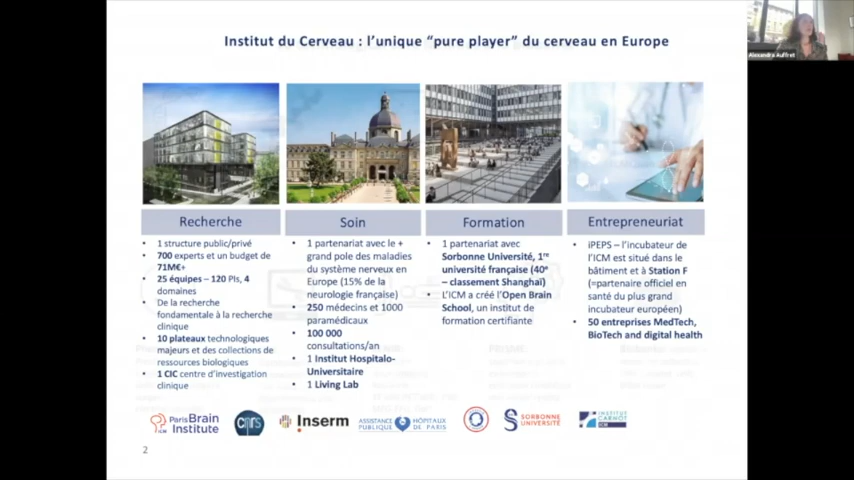 Institut du Cerveau : l'unique “pure player” du cerveau en Europe
Alexandra Auffret
Recherche
• 1 structure public/privé
• 700 experts et un budget de
71M€+
• 25 équipes – 120 PIs, 4
domaines
• De la recherche
fondamentale à la recherche
clinique
• 10 plateaux technologiques
majeurs et des collections de
ressources biologiques
• 1 CIC centre d'investigation
clinique
Soin
• 1 partenariat avec le +
grand pole des maladies
du système nerveux en
Europe (15% de la
neurologie française)
• 250 médecins et 1000
paramédicaux
• 100 000
consultations/an
• 1 Institut Hospitalo-
Universitaire
• 1 Living Lab
Formation
• 1 partenariat avec
Sorbonne Université, 1re
université française (40e
– classement Shanghaï)
• L'ICM a créé l'Open Brain
School, un institut de
formation certifiante
Entrepreneuriat
• iPEPS – l'incubateur de
l'ICM est situé dans le
bâtiment et à Station F
(=partenaire officiel en
santé du plus grand
incubateur européen)
• 50 entreprises MedTech,
BioTech and digital health
Paris Brain
Institute
cnrs
Inserm
ASSISTANCE PUBLIQUE
HÔPITAUX DE PARIS
SORBONNE
UNIVERSITÉ
INSTITUT
CARNOT
ICM
2